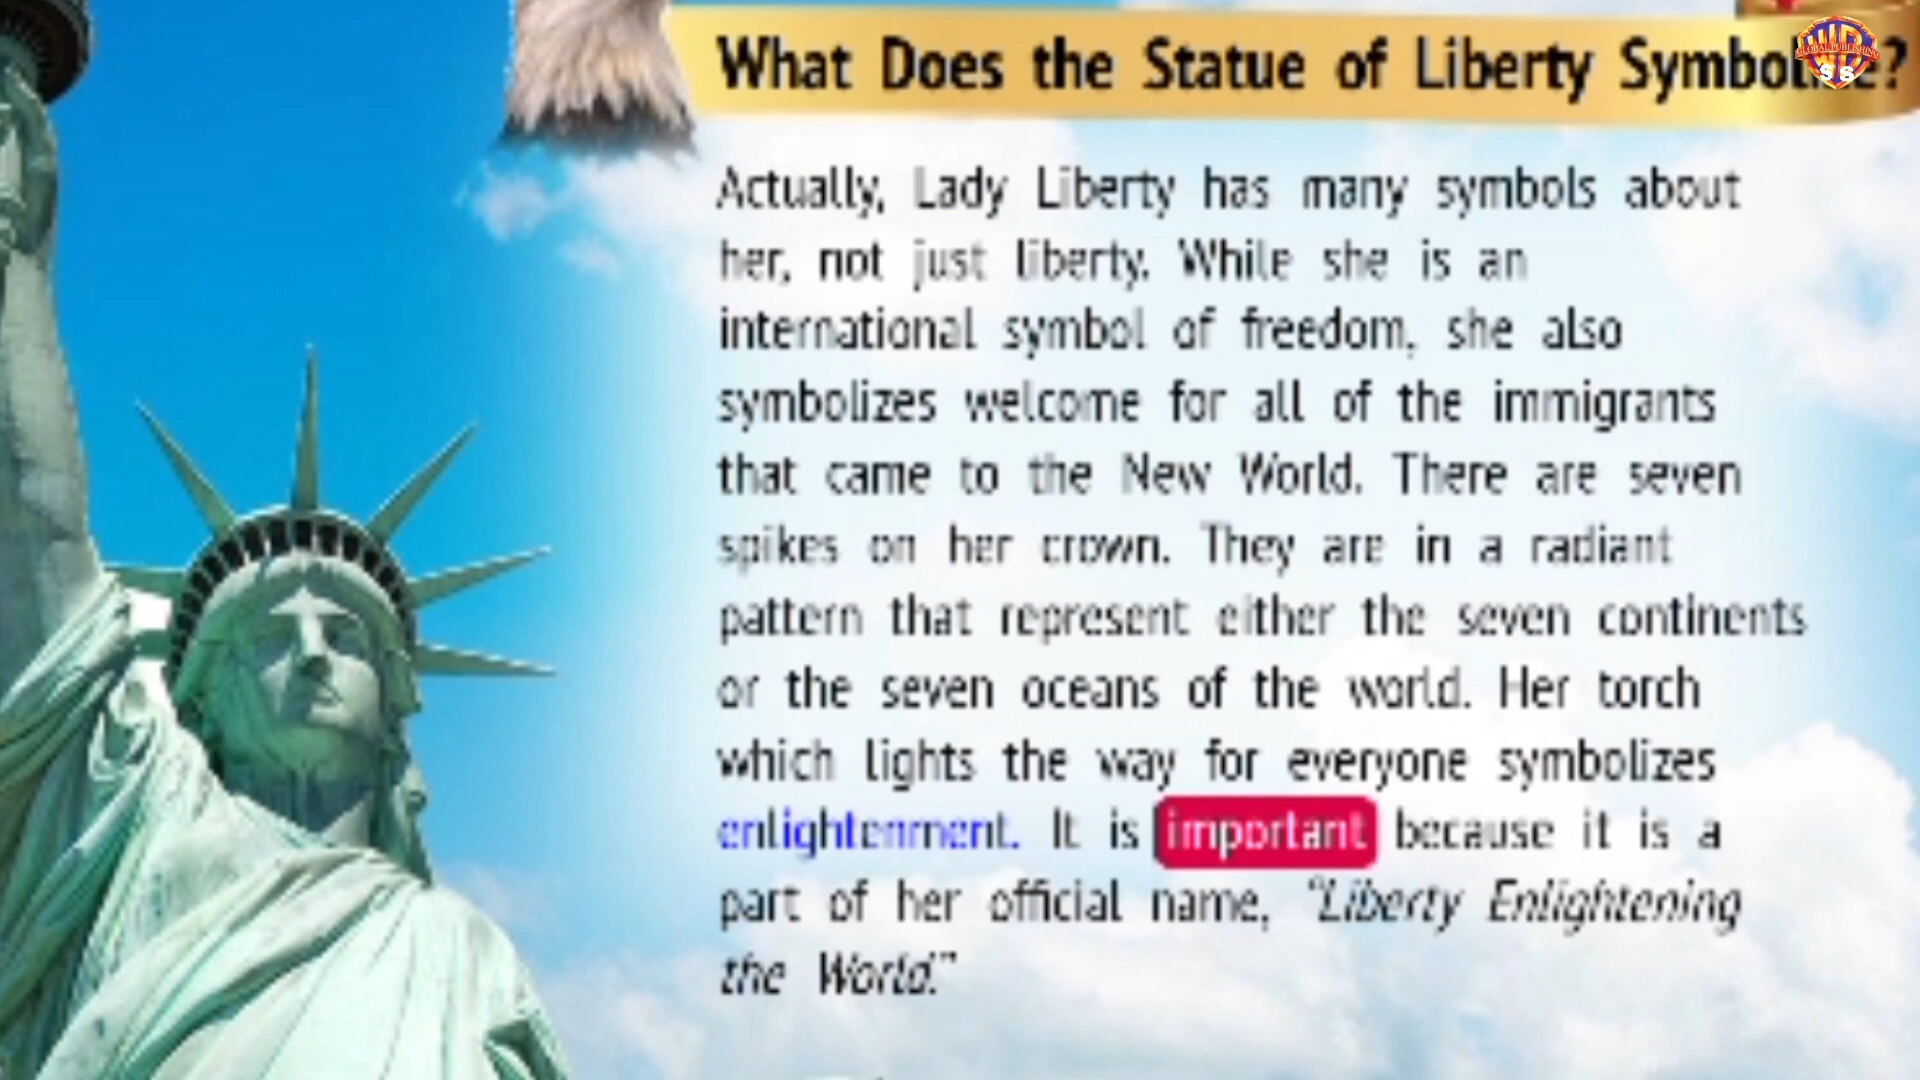 What Does the Statue of Liberty Symbolize?
GLOBAL PUBLISHING
SS
Actually, Lady Liberty has many symbols about
her, not just liberty. While she is an
international symbol of freedom, she also
symbolizes welcome for all of the immigrants
that came to the New World. There are seven
spikes on her crown. They are in a radiant
pattern that represent either the seven continents
or the seven oceans of the world. Her torch
which lights the way for everyone symbolizes
enlightenment. It is important because it is a
part of her official name, “Liberty Enlightening
the World.”